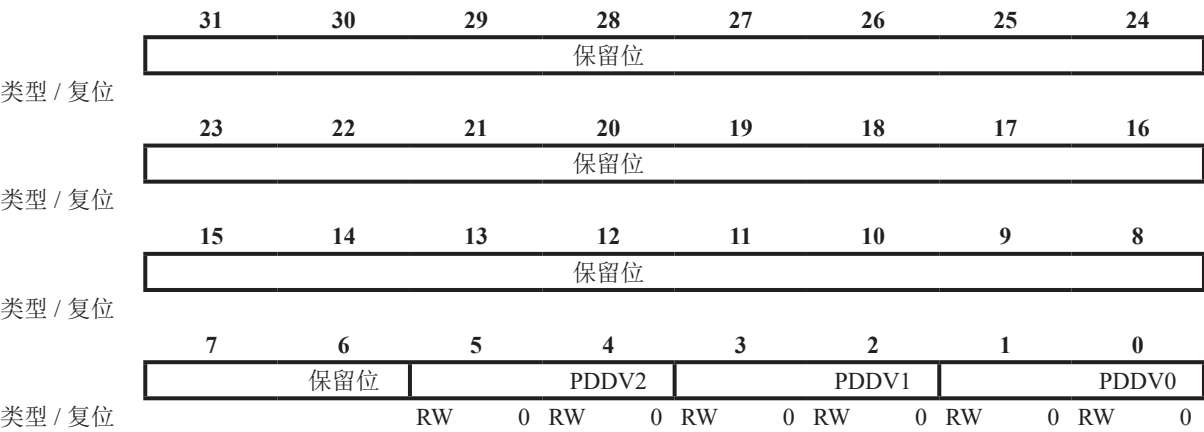 31 30 29 28 27 26 25 24
保留位
类型 / 复位
23 22 21 20 19 18 17 16
保留位
类型 / 复位
15 14 13 12 11 10 9 8
保留位
类型 / 复位
7 6 5 4 3 2 1 0
保留位 PDDV2 PDDV1 PDDV0
类型 / 复位 RW 0 RW 0 RW 0 RW 0 RW 0 RW 0